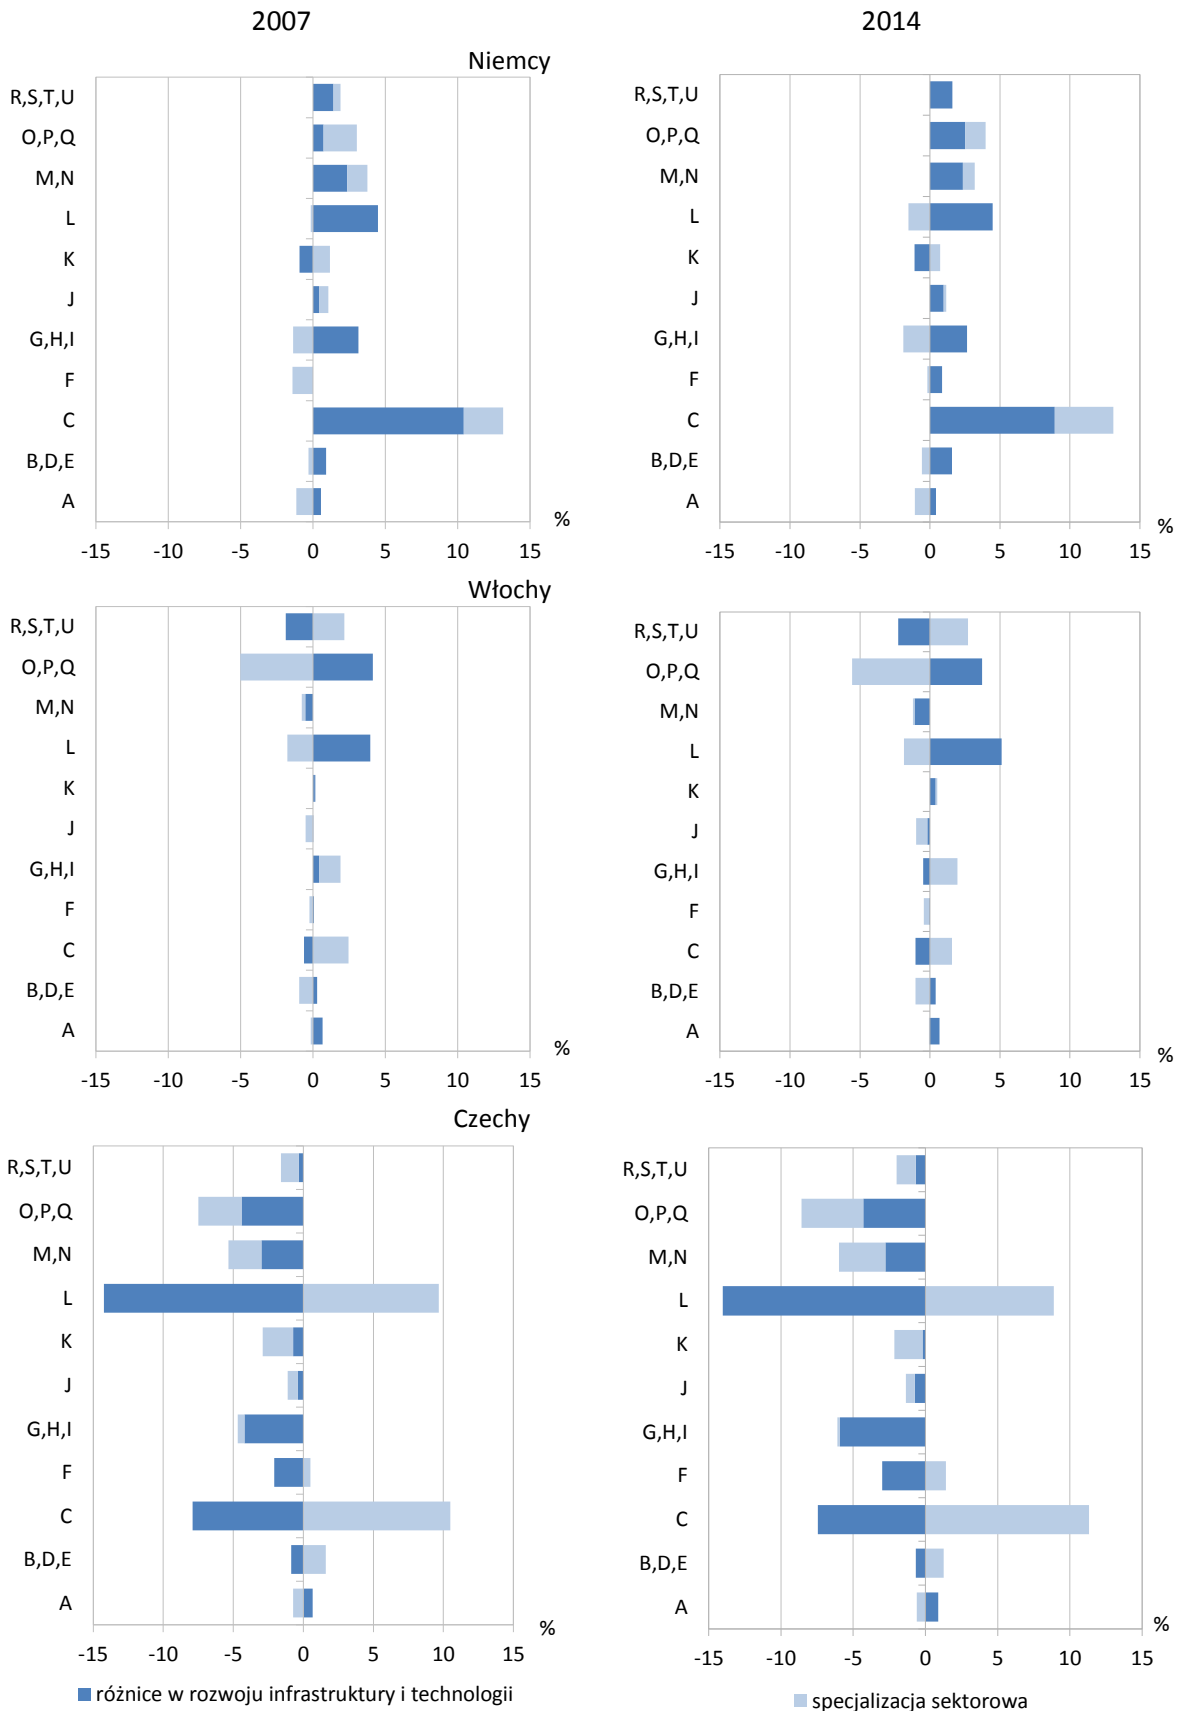 2007
2014
Niemcy
R,S,T,U
O,P,Q
M,N
L
K
J
G,H,I
F
C
B,D,E
A
%
-15 -10 -5 0 5 10 15
R,S,T,U
O,P,Q
M,N
L
K
J
G,H,I
F
C
B,D,E
A
%
-15 -10 -5 0 5 10 15
Włochy
R,S,T,U
O,P,Q
M,N
L
K
J
G,H,I
F
C
B,D,E
A
%
-15 -10 -5 0 5 10 15
R,S,T,U
O,P,Q
M,N
L
K
J
G,H,I
F
C
B,D,E
A
%
-15 -10 -5 0 5 10 15
Czechy
R,S,T,U
O,P,Q
M,N
L
K
J
G,H,I
F
C
B,D,E
A
%
-15 -10 -5 0 5 10 15
R,S,T,U
O,P,Q
M,N
L
K
J
G,H,I
F
C
B,D,E
A
%
-15 -10 -5 0 5 10 15
różnice w rozwoju infrastruktury i technologii
specjalizacja sektorowa